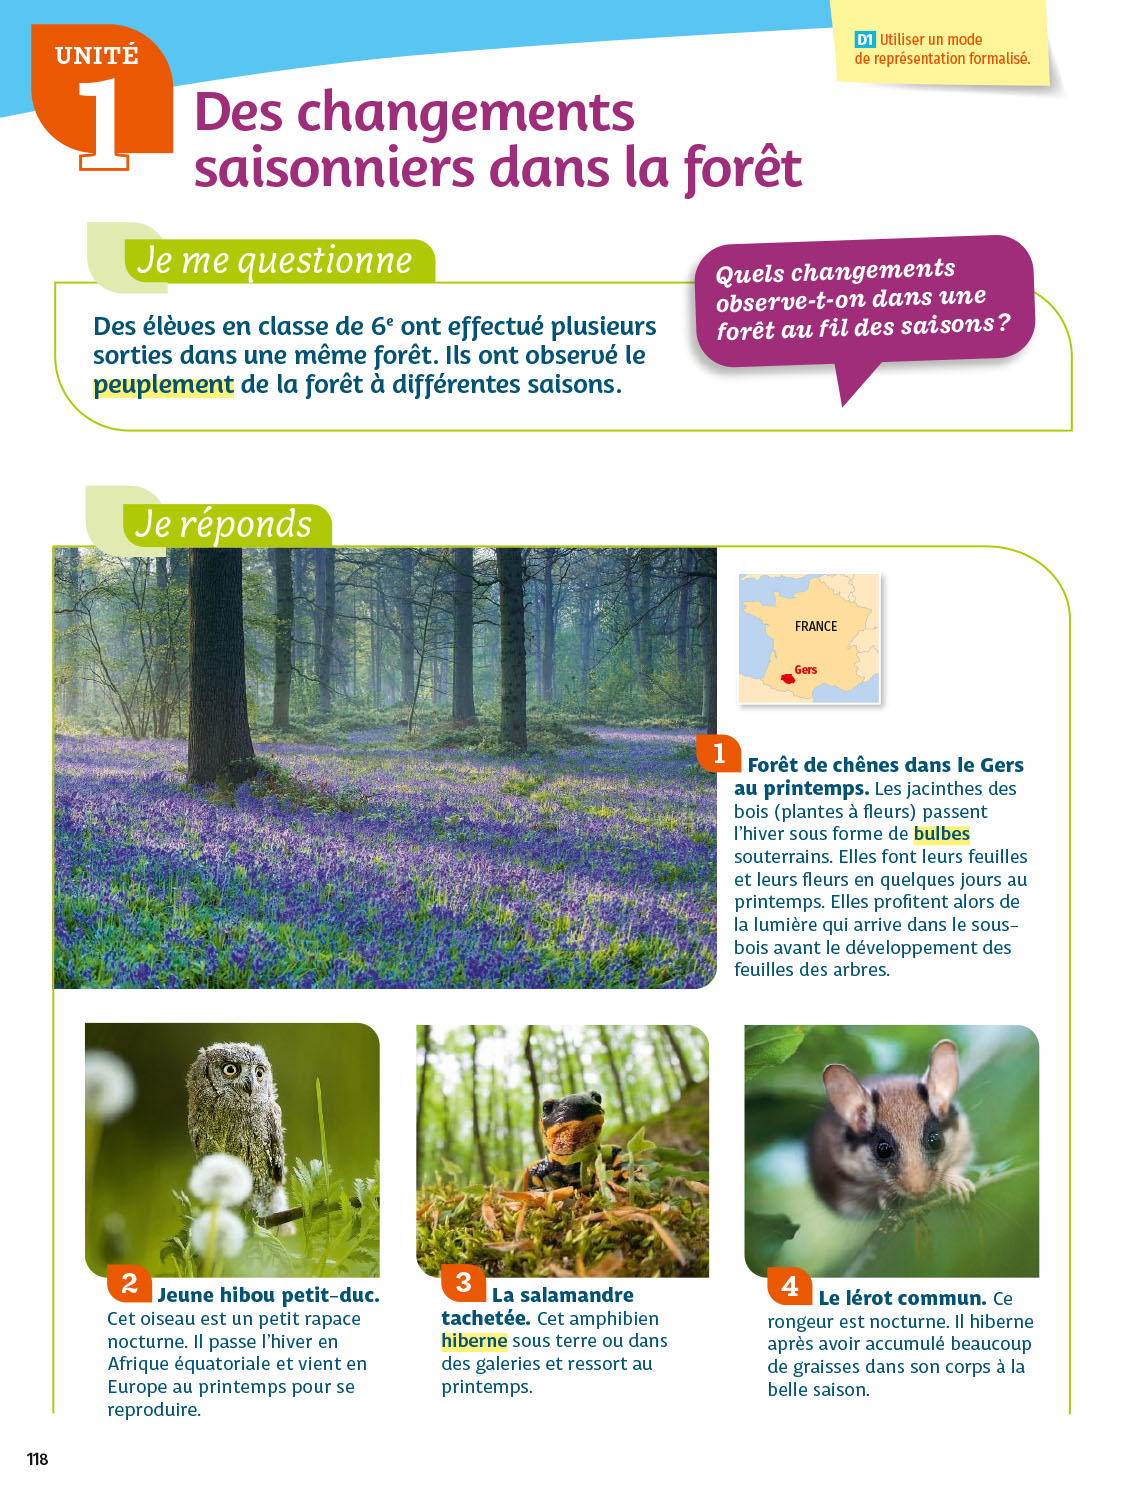 UNITÉ
1
D1 Utiliser un mode
de représentation formalisé.
Des changements
saisonniers dans la forêt
Je me questionne
Des élèves en classe de 6e ont effectué plusieurs
sorties dans une même forêt. Ils ont observé le
peuplement de la forêt à différentes saisons.
Quels changements
observe-t-on dans une
forêt au fil des saisons ?
Je réponds
FRANCE
Gers
1 Forêt de chênes dans le Gers
au printemps. Les jacinthes des
bois (plantes à fleurs) passent
l'hiver sous forme de bulbes
souterrains. Elles font leurs feuilles
et leurs fleurs en quelques jours au
printemps. Elles profitent alors de
la lumière qui arrive dans le sous-
bois avant le développement des
feuilles des arbres.
2 Jeune hibou petit-duc.
Cet oiseau est un petit rapace
nocturne. Il passe l'hiver en
Afrique équatoriale et vient en
Europe au printemps pour se
reproduire.
3 La salamandre
tachetée. Cet amphibien
hiberne sous terre ou dans
des galeries et ressort au
printemps.
4 Le lérot commun. Ce
rongeur est nocturne. Il hiberne
après avoir accumulé beaucoup
de graisses dans son corps à la
belle saison.
118